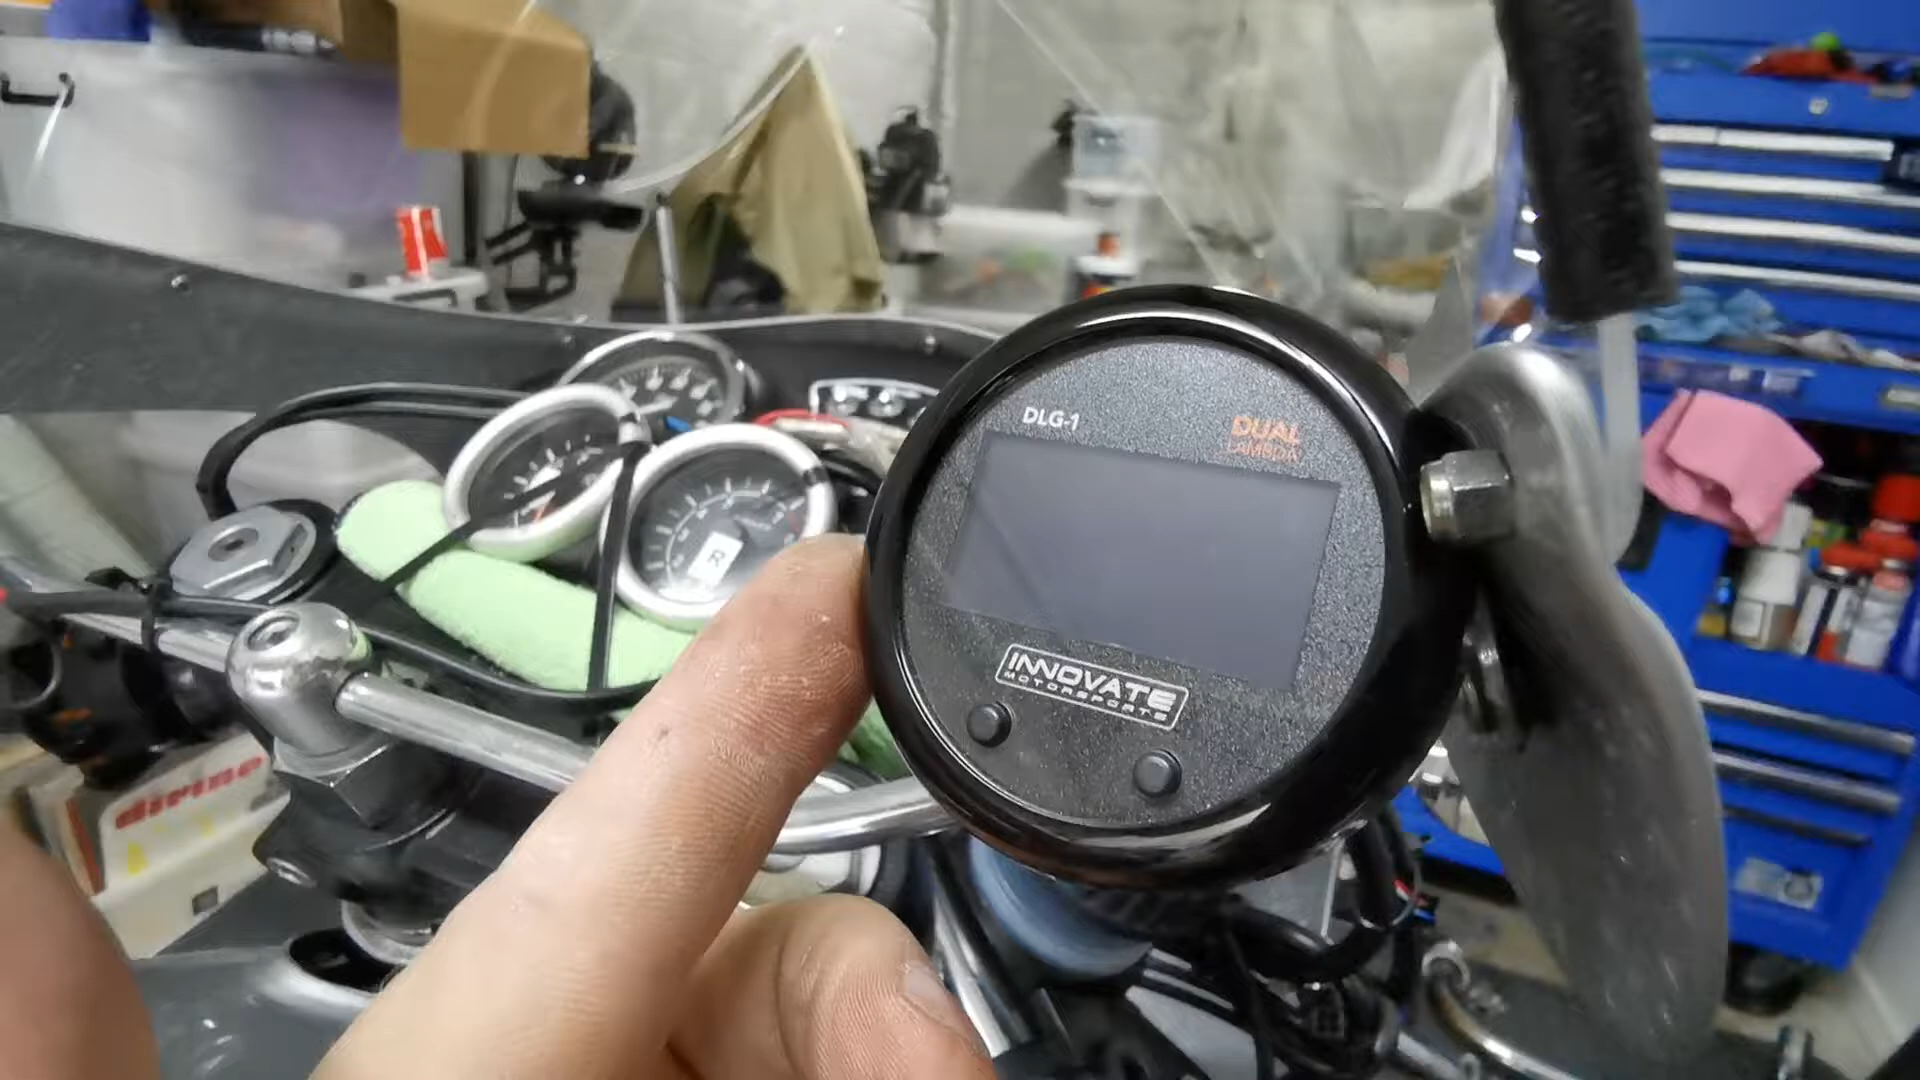 DLG-1
DUAL
LAMBDA
INNOVATE
MOTORSPORTS
R